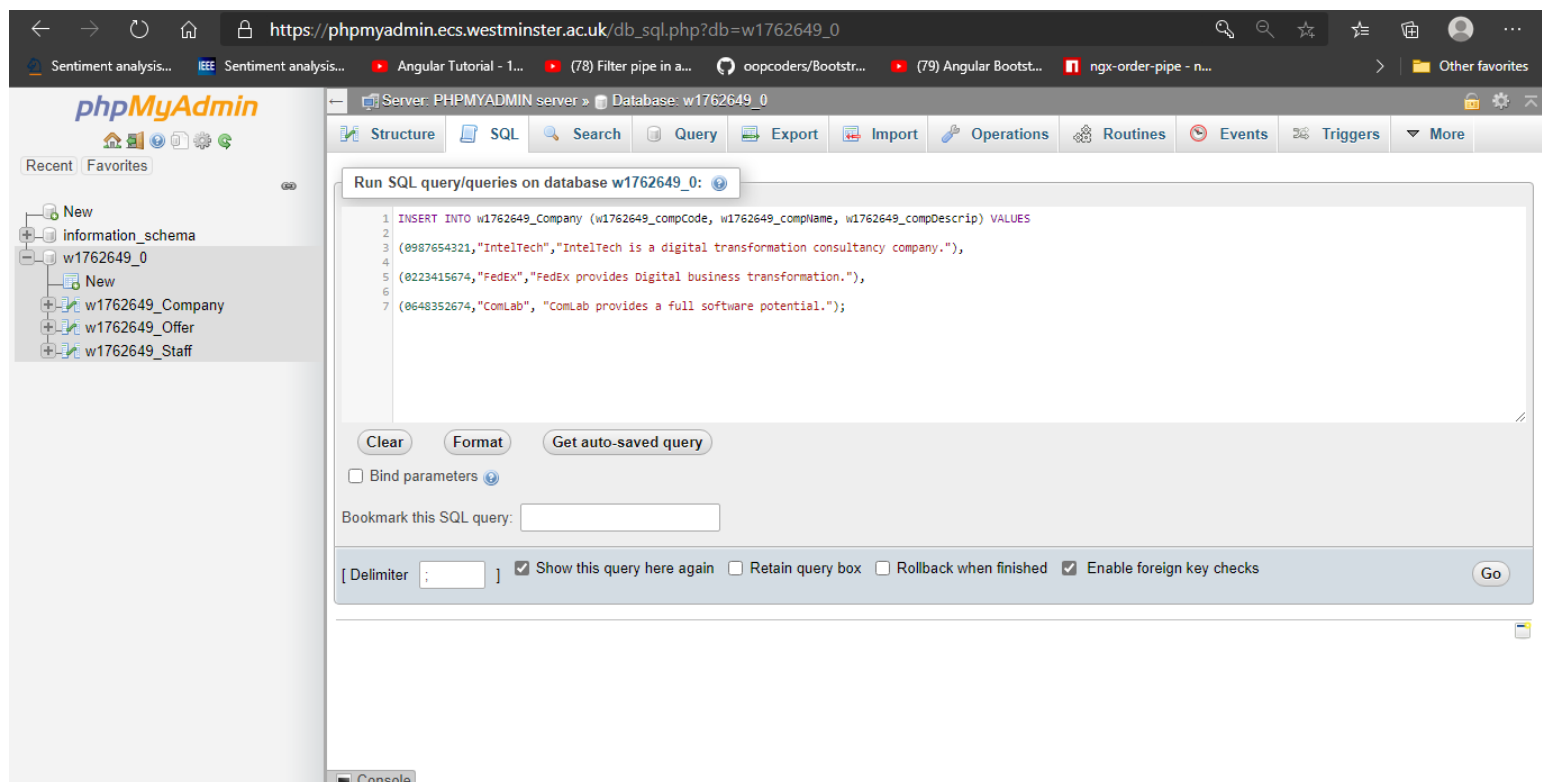 https://phpmyadmin.ecs.westminster.ac.uk/db_sql.php?db=w1762649_0
Sentiment analysis... IEEE Sentiment analysis... Angular Tutorial - 1... (78) Filter pipe in a... oopcoders/Bootstr... (79) Angular Bootst... n ngx-order-pipe - n... Other favorites
phpMyAdmin
Recent Favorites
New
information_schema
w1762649_0
New
w1762649_Company
w1762649_Offer
w1762649_Staff
Server: PHPMYADMIN server » Database: w1762649_0
Structure SQL Search Query Export Import Operations Routines Events Triggers More
Run SQL query/queries on database w1762649_0:
1 INSERT INTO w1762649_Company (w1762649_compCode, w1762649_compName, w1762649_compDescrip) VALUES
2
3 (0987654321,"IntelTech","IntelTech is a digital transformation consultancy company."),
4
5 (0223415674,"FedEx","FedEx provides Digital business transformation."),
6
7 (0648352674,"ComLab", "ComLab provides a full software potential.");
Clear Format Get auto-saved query
Bind parameters
Bookmark this SQL query:
[ Delimiter ; ] Show this query here again Retain query box Rollback when finished Enable foreign key checks
Go
Console